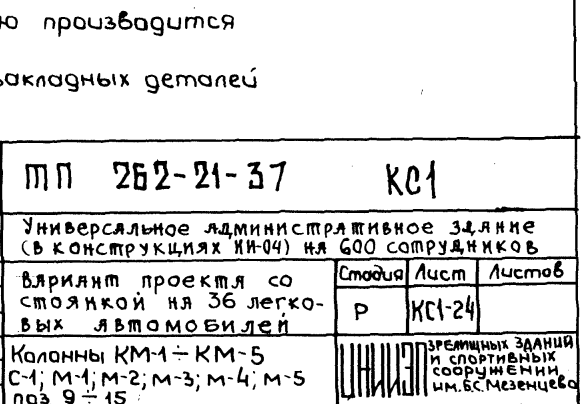 ю производится
закладных деталей
ТП 262-21-37 КС1
Универсальное административное здание
(в конструкциях ИИ-04) на 600 сотрудников
Вариант проекта со
стоянкой на 36 легко-
вых автомобилей
Стадия Лист Листов
Р КС1-24
Колонны КМ-1÷КМ-5
С-1; М-1; М-2; М-3; М-4; М-5
поз 9÷15
ЦНИИЭП зрелищных зданий
и спортивных
сооружении
им. Б.С. Мезенцева